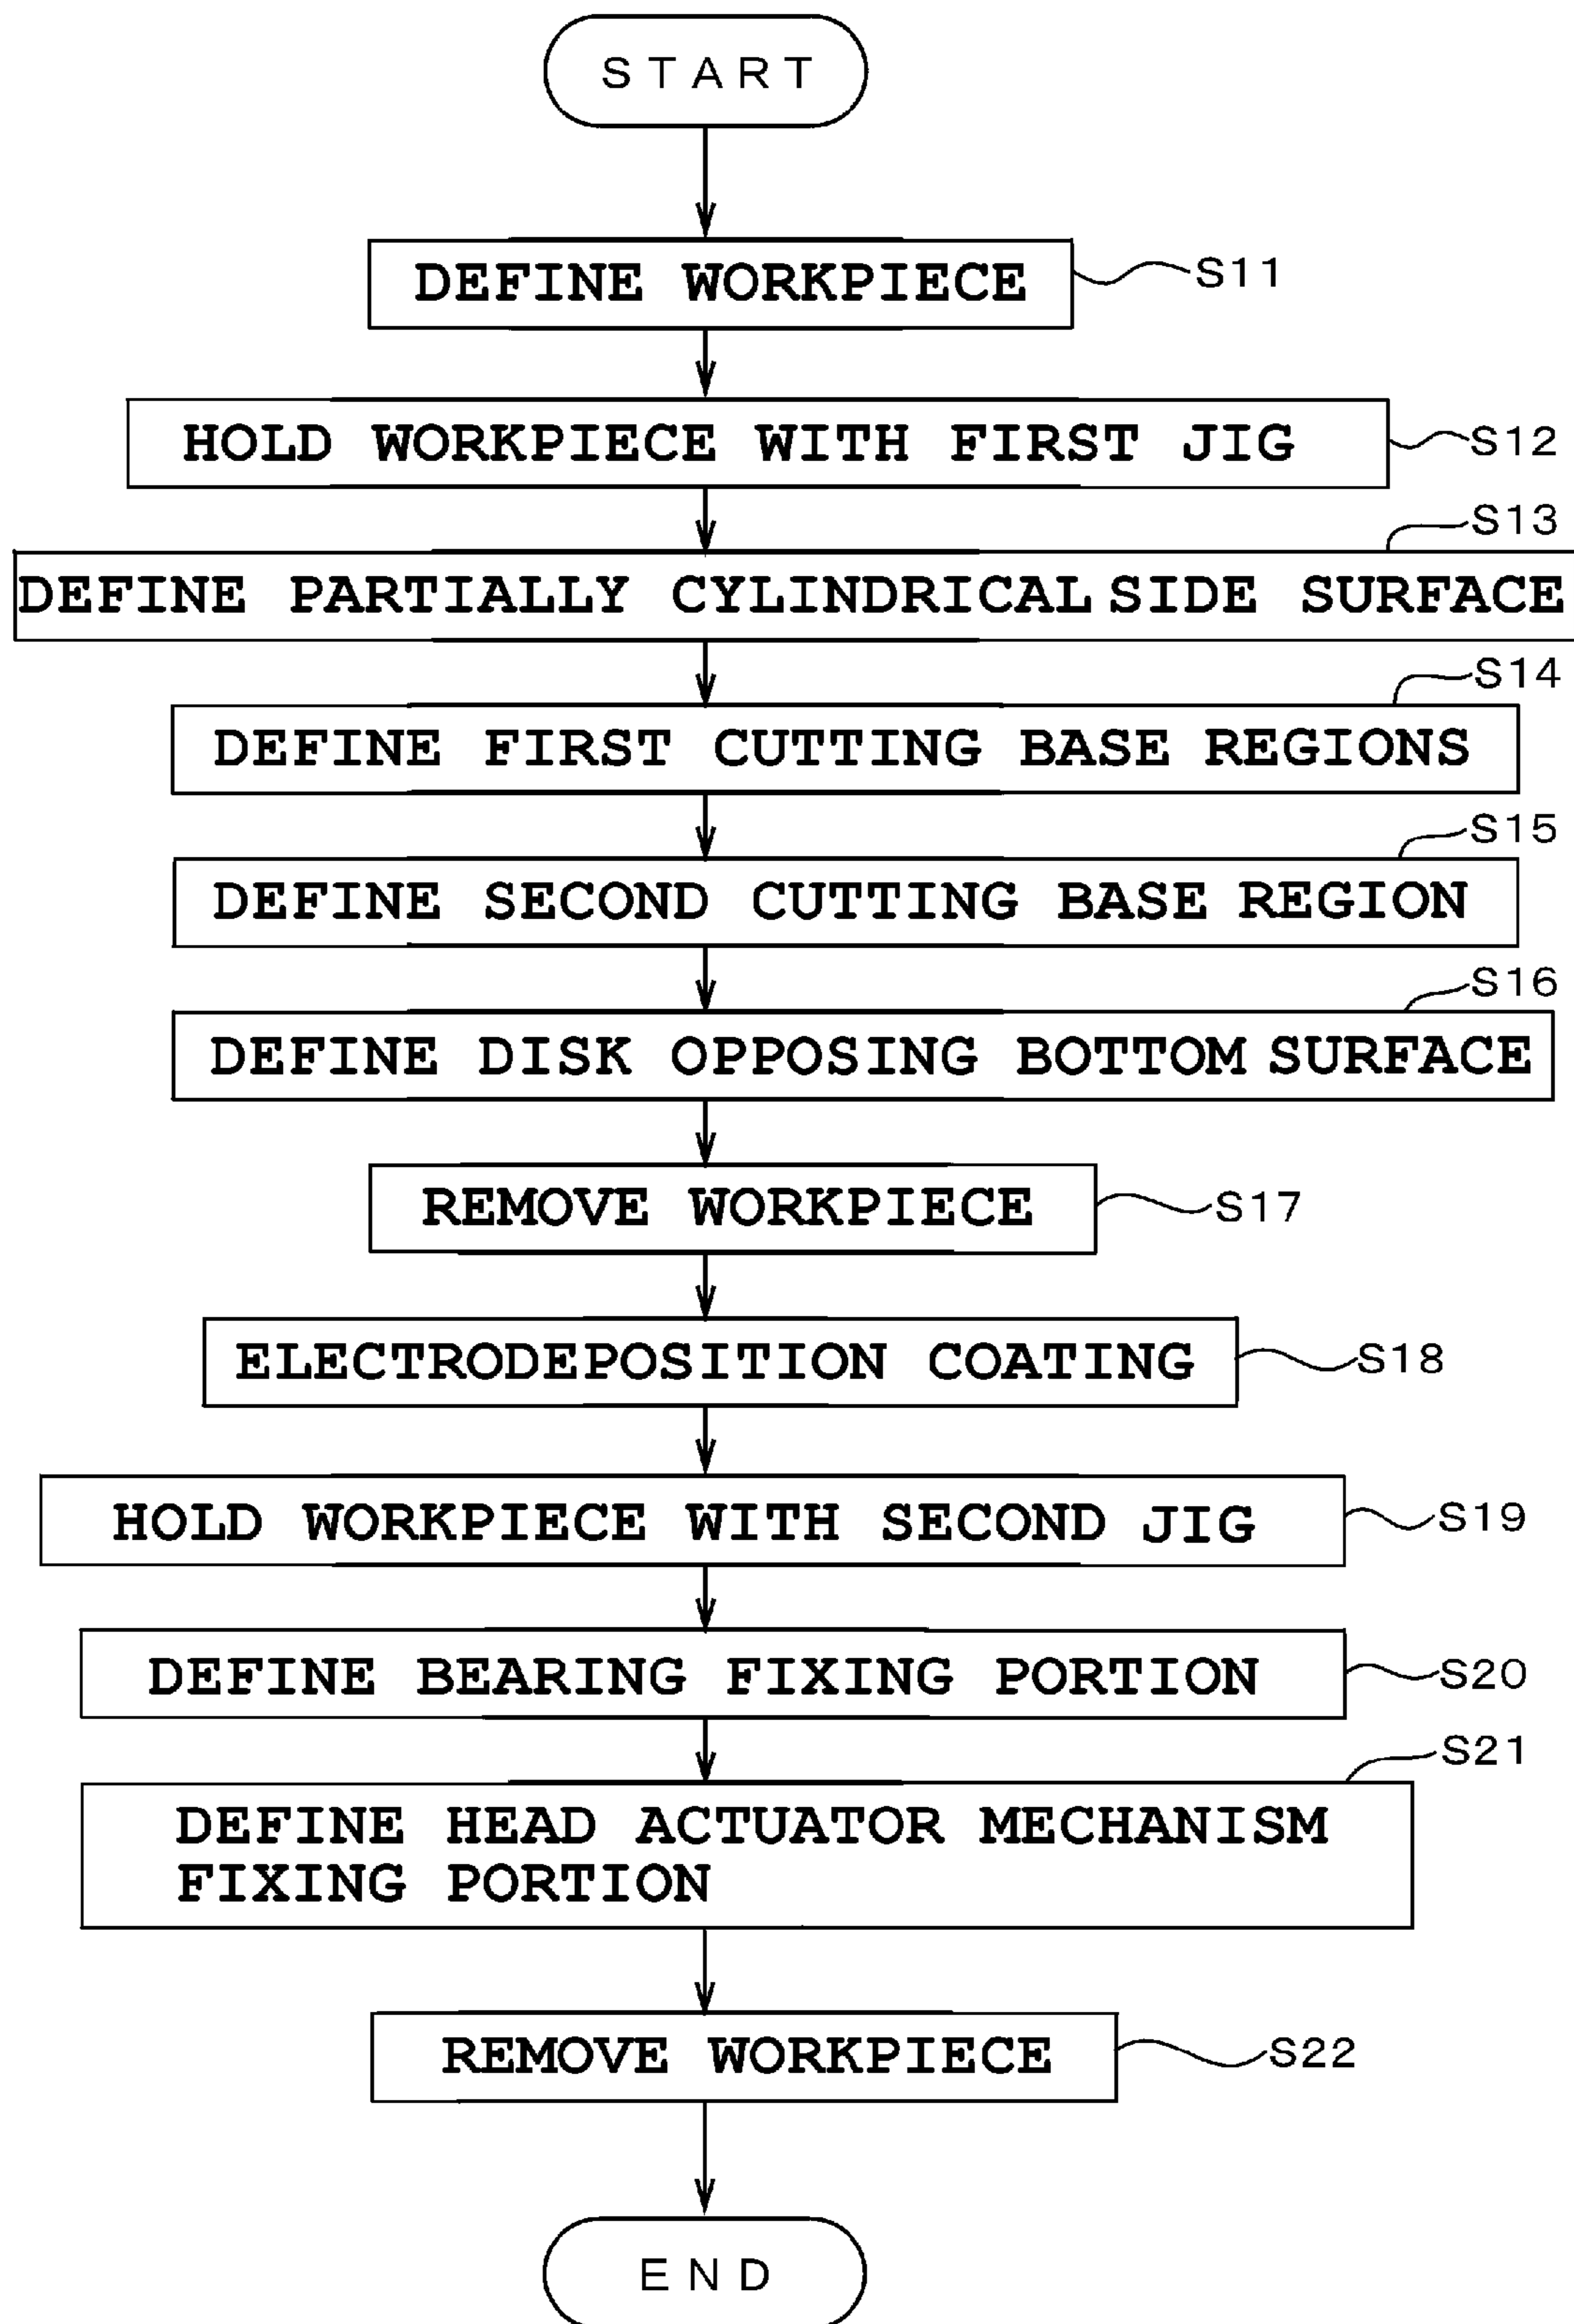 START
DEFINE WORKPIECE
S11
HOLD WORKPIECE WITH FIRST JIG
S12
S13
DEFINE PARTIALLY CYLINDRICAL SIDE SURFACE
S14
DEFINE FIRST CUTTING BASE REGIONS
S15
DEFINE SECOND CUTTING BASE REGION
S16
DEFINE DISK OPPOSING BOTTOM SURFACE
REMOVE WORKPIECE
S17
ELECTRODEPOSITION COATING
S18
HOLD WORKPIECE WITH SECOND JIG
S19
DEFINE BEARING FIXING PORTION
S20
S21
DEFINE HEAD ACTUATOR MECHANISM
FIXING PORTION
REMOVE WORKPIECE
S22
END